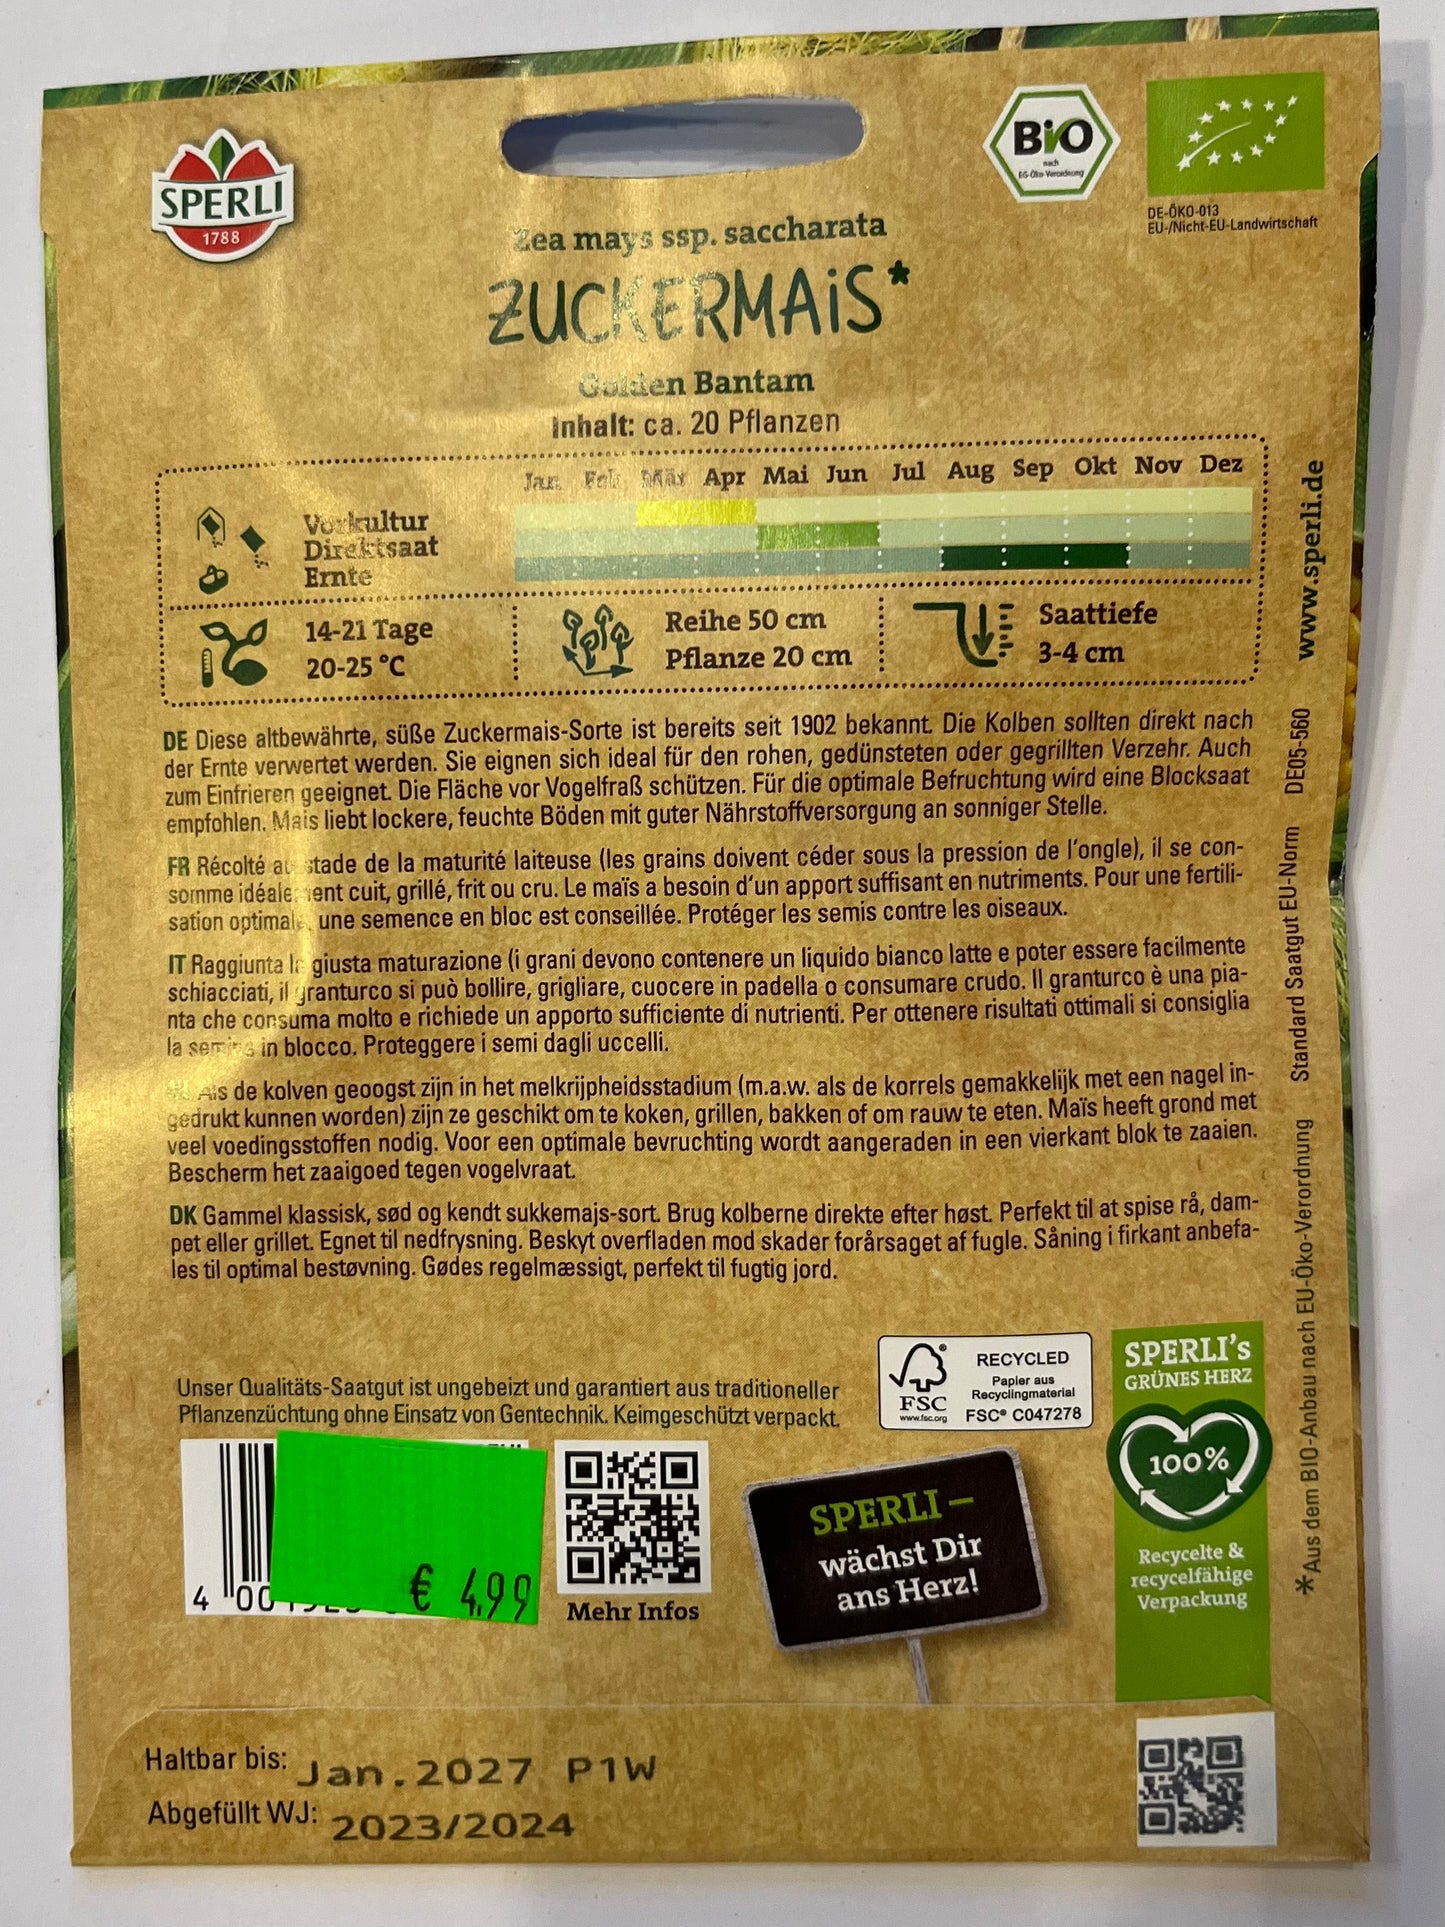 SPERLI
1788
BiO
nach
EG-Öko-Verordnung
DE-ÖKO-013
EU-/Nicht-EU-Landwirtschaft
Zea mays ssp. saccharata
ZUCKERMAiS*
Golden Bantam
Inhalt: ca. 20 Pflanzen
Jan Feb Mär Apr Mai Jun Jul Aug Sep Okt Nov Dez
Vorkultur
Direktsaat
Ernte
14-21 Tage
20-25 °C
Reihe 50 cm
Pflanze 20 cm
Saattiefe
3-4 cm
DE Diese altbewährte, süße Zuckermais-Sorte ist bereits seit 1902 bekannt. Die Kolben sollten direkt nach
der Ernte verwertet werden. Sie eignen sich ideal für den rohen, gedünsteten oder gegrillten Verzehr. Auch
zum Einfrieren geeignet. Die Fläche vor Vogelfraß schützen. Für die optimale Befruchtung wird eine Blocksaat
empfohlen. Mais liebt lockere, feuchte Böden mit guter Nährstoffversorgung an sonniger Stelle.
FR Récolté au stade de la maturité laiteuse (les grains doivent céder sous la pression de l'ongle), il se con-
somme idéalement cuit, grillé, frit ou cru. Le maïs a besoin d'un apport suffisant en nutriments. Pour une fertili-
sation optimale, une semence en bloc est conseillée. Protéger les semis contre les oiseaux.
IT Raggiunta la giusta maturazione (i grani devono contenere un liquido bianco latte e poter essere facilmente
schiacciati, il granturco si può bollire, grigliare, cuocere in padella o consumare crudo. Il granturco è una pia-
nta che consuma molto e richiede un apporto sufficiente di nutrienti. Per ottenere risultati ottimali si consiglia
la semina in blocco. Proteggere i semi dagli uccelli.
Als de kolven geoogst zijn in het melkrijpheidsstadium (m.a.w. als de korrels gemakkelijk met een nagel in-
gedrukt kunnen worden) zijn ze geschikt om te koken, grillen, bakken of om rauw te eten. Maïs heeft grond met
veel voedingsstoffen nodig. Voor een optimale bevruchting wordt aangeraden in een vierkant blok te zaaien.
Bescherm het zaaigoed tegen vogelvraat.
DK Gammel klassisk, sød og kendt sukkemajs-sort. Brug kolberne direkte efter høst. Perfekt til at spise rå, dam-
pet eller grillet. Egnet til nedfrysning. Beskyt overfladen mod skader forårsaget af fugle. Såning i firkant anbefa-
les til optimal bestøvning. Gødes regelmæssigt, perfekt til fugtig jord.
www.sperli.de
DE05-560
Standard Saatgut EU-Norm
*Aus dem BIO-Anbau nach EU-Öko-Verordnung
Unser Qualitäts-Saatgut ist ungebeizt und garantiert aus traditioneller
Pflanzenzüchtung ohne Einsatz von Gentechnik. Keimgeschützt verpackt.
FSC
www.fsc.org
RECYCLED
Papier aus
Recyclingmaterial
FSC® C047278
SPERLI's
GRÜNES HERZ
100%
Recycelte &
recycelfähige
Verpackung
€ 4,99
Mehr Infos
SPERLI –
wächst Dir
ans Herz!
Haltbar bis: Jan.2027 P1W
Abgefüllt WJ: 2023/2024